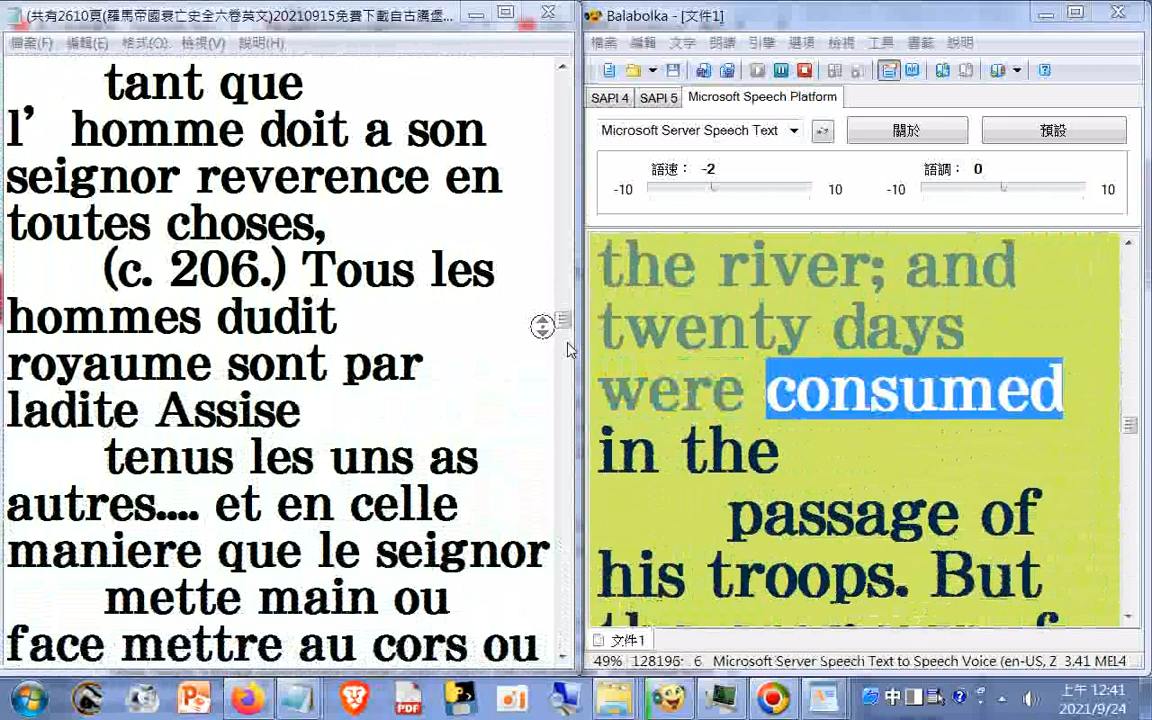 (共有2610頁(羅馬帝國衰亡史全六卷英文)20210915免費下載自古騰堡...
檔案(F) 編輯(E) 格式(O) 檢視(V) 說明(H)
tant que
l’ homme doit a son
seignor reverence en
toutes choses,
(c. 206.) Tous les
hommes dudit
royaume sont par
ladite Assise
tenus les uns as
autres.... et en celle
maniere que le seignor
mette main ou
face mettre au cors ou
Balabolka - [文件1]
檔案 編輯 文字 朗讀 引擎 選項 檢視 工具 書籤 說明
SAPI 4 SAPI 5 Microsoft Speech Platform
Microsoft Server Speech Text 關於 預設
語速： -2 語調： 0
-10 10 -10 10
the river; and
twenty days
were consumed
in the
passage of
his troops. But
文件1
49% 128196: 6 Microsoft Server Speech Text to Speech Voice (en-US, Z 3.41 MEL4
PDF 中 上午 12:41
2021/9/24